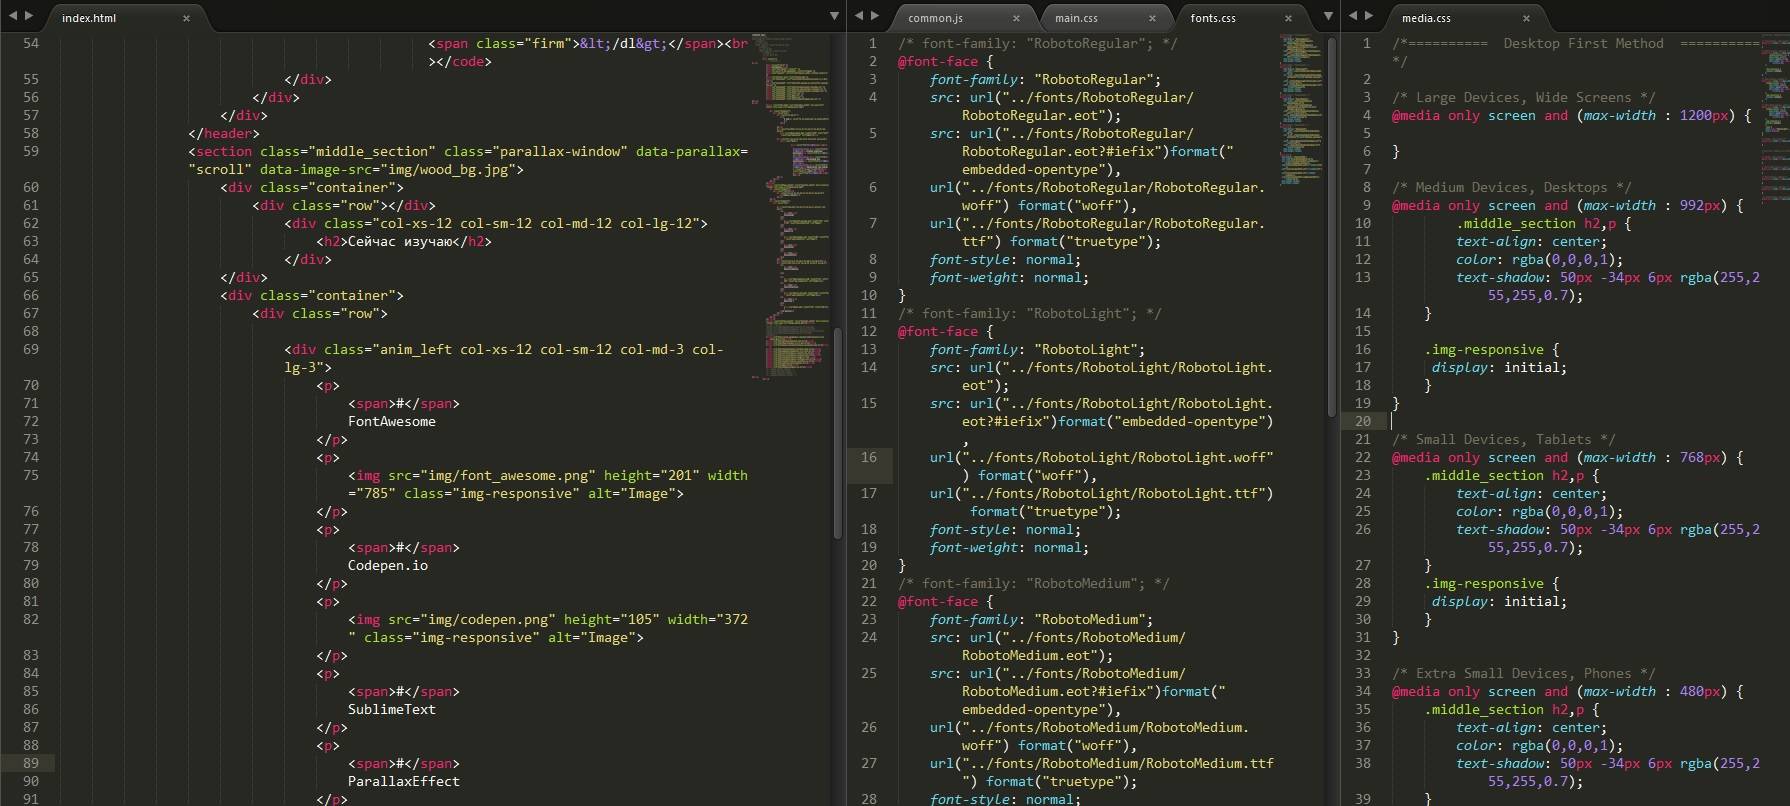 index.html ×
54 <span class="firm">&lt;/dl&gt;</span><br
></code>
55 </div>
56 </div>
57 </div>
58 </header>
59 <section class="middle_section" class="parallax-window" data-parallax=
"scroll" data-image-src="img/wood_bg.jpg">
60 <div class="container">
61 <div class="row"></div>
62 <div class="col-xs-12 col-sm-12 col-md-12 col-lg-12">
63 <h2>Сейчас изучаю</h2>
64 </div>
65 </div>
66 <div class="container">
67 <div class="row">
68
69 <div class="anim_left col-xs-12 col-sm-12 col-md-3 col-
lg-3">
70 <p>
71 <span>#</span>
72 FontAwesome
73 </p>
74 <p>
75 <img src="img/font_awesome.png" height="201" width
="785" class="img-responsive" alt="Image">
76 </p>
77 <p>
78 <span>#</span>
79 Codepen.io
80 </p>
81 <p>
82 <img src="img/codepen.png" height="105" width="372
" class="img-responsive" alt="Image">
83 </p>
84 <p>
85 <span>#</span>
86 SublimeText
87 </p>
88 <p>
89 <span>#</span>
90 ParallaxEffect
91 </p>
common.js × main.css × fonts.css ×
1 /* font-family: "RobotoRegular"; */
2 @font-face {
3 font-family: "RobotoRegular";
4 src: url("../fonts/RobotoRegular/
RobotoRegular.eot");
5 src: url("../fonts/RobotoRegular/
RobotoRegular.eot?#iefix")format("
embedded-opentype"),
6 url("../fonts/RobotoRegular/RobotoRegular.
woff") format("woff"),
7 url("../fonts/RobotoRegular/RobotoRegular.
ttf") format("truetype");
8 font-style: normal;
9 font-weight: normal;
10 }
11 /* font-family: "RobotoLight"; */
12 @font-face {
13 font-family: "RobotoLight";
14 src: url("../fonts/RobotoLight/RobotoLight.
eot");
15 src: url("../fonts/RobotoLight/RobotoLight.
eot?#iefix")format("embedded-opentype")
,
16 url("../fonts/RobotoLight/RobotoLight.woff"
) format("woff"),
17 url("../fonts/RobotoLight/RobotoLight.ttf")
format("truetype");
18 font-style: normal;
19 font-weight: normal;
20 }
21 /* font-family: "RobotoMedium"; */
22 @font-face {
23 font-family: "RobotoMedium";
24 src: url("../fonts/RobotoMedium/
RobotoMedium.eot");
25 src: url("../fonts/RobotoMedium/
RobotoMedium.eot?#iefix")format("
embedded-opentype"),
26 url("../fonts/RobotoMedium/RobotoMedium.
woff") format("woff"),
27 url("../fonts/RobotoMedium/RobotoMedium.ttf
") format("truetype");
28 font-style: normal;
media.css ×
1 /*========== Desktop First Method ==========
*/
2
3 /* Large Devices, Wide Screens */
4 @media only screen and (max-width : 1200px) {
5
6 }
7
8 /* Medium Devices, Desktops */
9 @media only screen and (max-width : 992px) {
10 .middle_section h2,p {
11 text-align: center;
12 color: rgba(0,0,0,1);
13 text-shadow: 50px -34px 6px rgba(255,2
55,255,0.7);
14 }
15
16 .img-responsive {
17 display: initial;
18 }
19 }
20
21 /* Small Devices, Tablets */
22 @media only screen and (max-width : 768px) {
23 .middle_section h2,p {
24 text-align: center;
25 color: rgba(0,0,0,1);
26 text-shadow: 50px -34px 6px rgba(255,2
55,255,0.7);
27 }
28 .img-responsive {
29 display: initial;
30 }
31 }
32
33 /* Extra Small Devices, Phones */
34 @media only screen and (max-width : 480px) {
35 .middle_section h2,p {
36 text-align: center;
37 color: rgba(0,0,0,1);
38 text-shadow: 50px -34px 6px rgba(255,2
55,255,0.7);
39 }